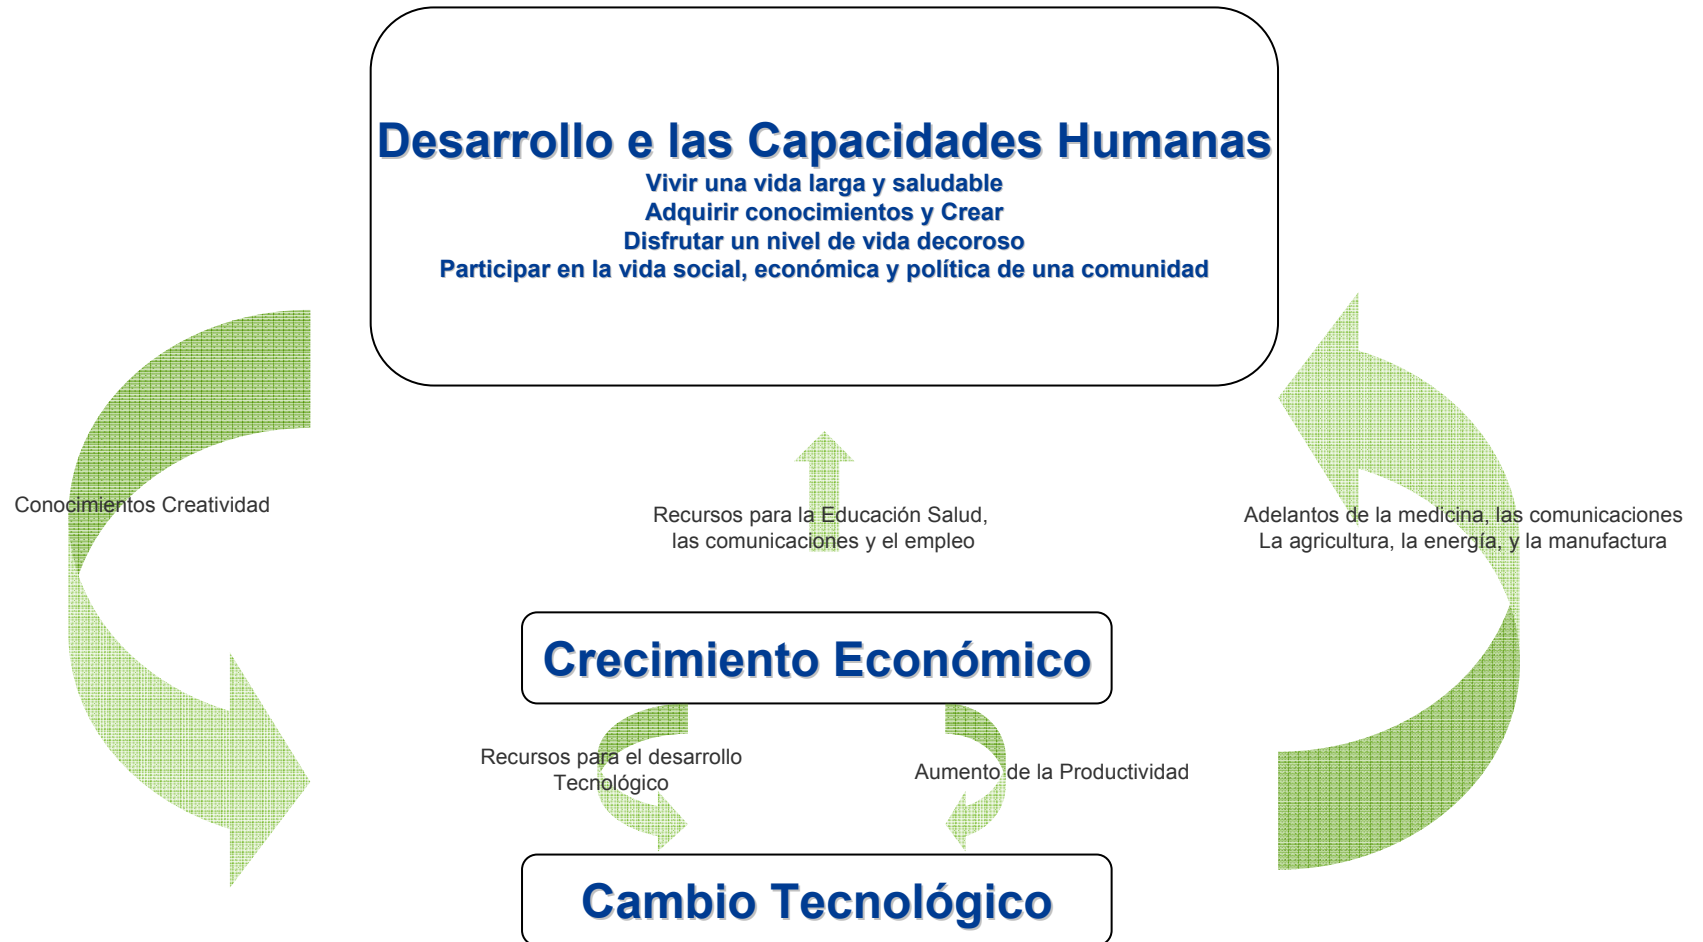 Desarrollo e las Capacidades Humanas
Vivir una vida larga y saludable
Adquirir conocimientos y Crear
Disfrutar un nivel de vida decoroso
Participar en la vida social, económica y política de una comunidad
Conocimientos Creatividad
Recursos para la Educación Salud,
las comunicaciones y el empleo
Adelantos de la medicina, las comunicaciones
La agricultura, la energía, y la manufactura
Crecimiento Económico
Recursos para el desarrollo
Tecnológico
Aumento de la Productividad
Cambio Tecnológico